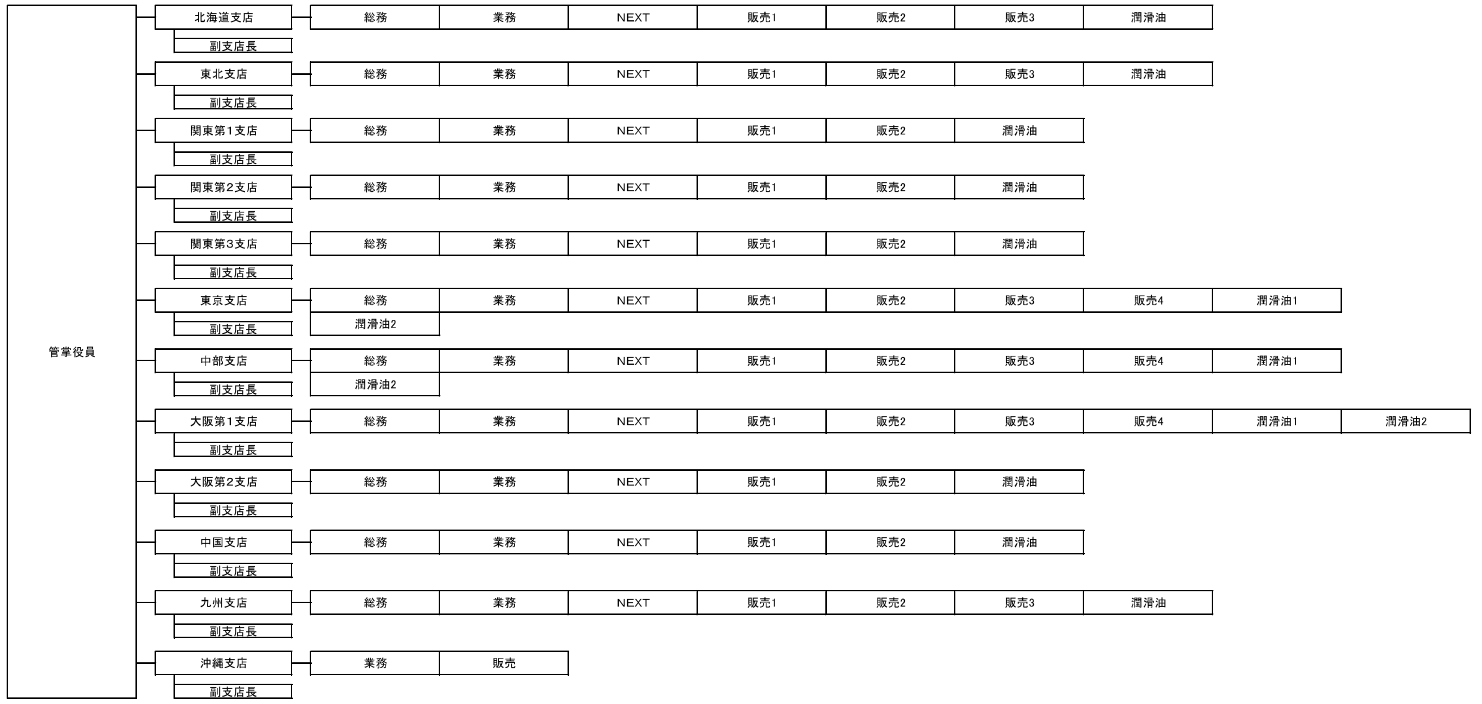 北海道支店 総務 業務 NEXT 販売1 販売2 販売3 潤滑油
副支店長
東北支店 総務 業務 NEXT 販売1 販売2 販売3 潤滑油
副支店長
関東第1支店 総務 業務 NEXT 販売1 販売2 潤滑油
副支店長
関東第2支店 総務 業務 NEXT 販売1 販売2 潤滑油
副支店長
関東第3支店 総務 業務 NEXT 販売1 販売2 潤滑油
副支店長
東京支店 総務 業務 NEXT 販売1 販売2 販売3 販売4 潤滑油1
副支店長 潤滑油2
管掌役員
中部支店 総務 業務 NEXT 販売1 販売2 販売3 販売4 潤滑油1
副支店長 潤滑油2
大阪第1支店 総務 業務 NEXT 販売1 販売2 販売3 販売4 潤滑油1 潤滑油2
副支店長
大阪第2支店 総務 業務 NEXT 販売1 販売2 潤滑油
副支店長
中国支店 総務 業務 NEXT 販売1 販売2 潤滑油
副支店長
九州支店 総務 業務 NEXT 販売1 販売2 販売3 潤滑油
副支店長
沖縄支店 業務 販売
副支店長